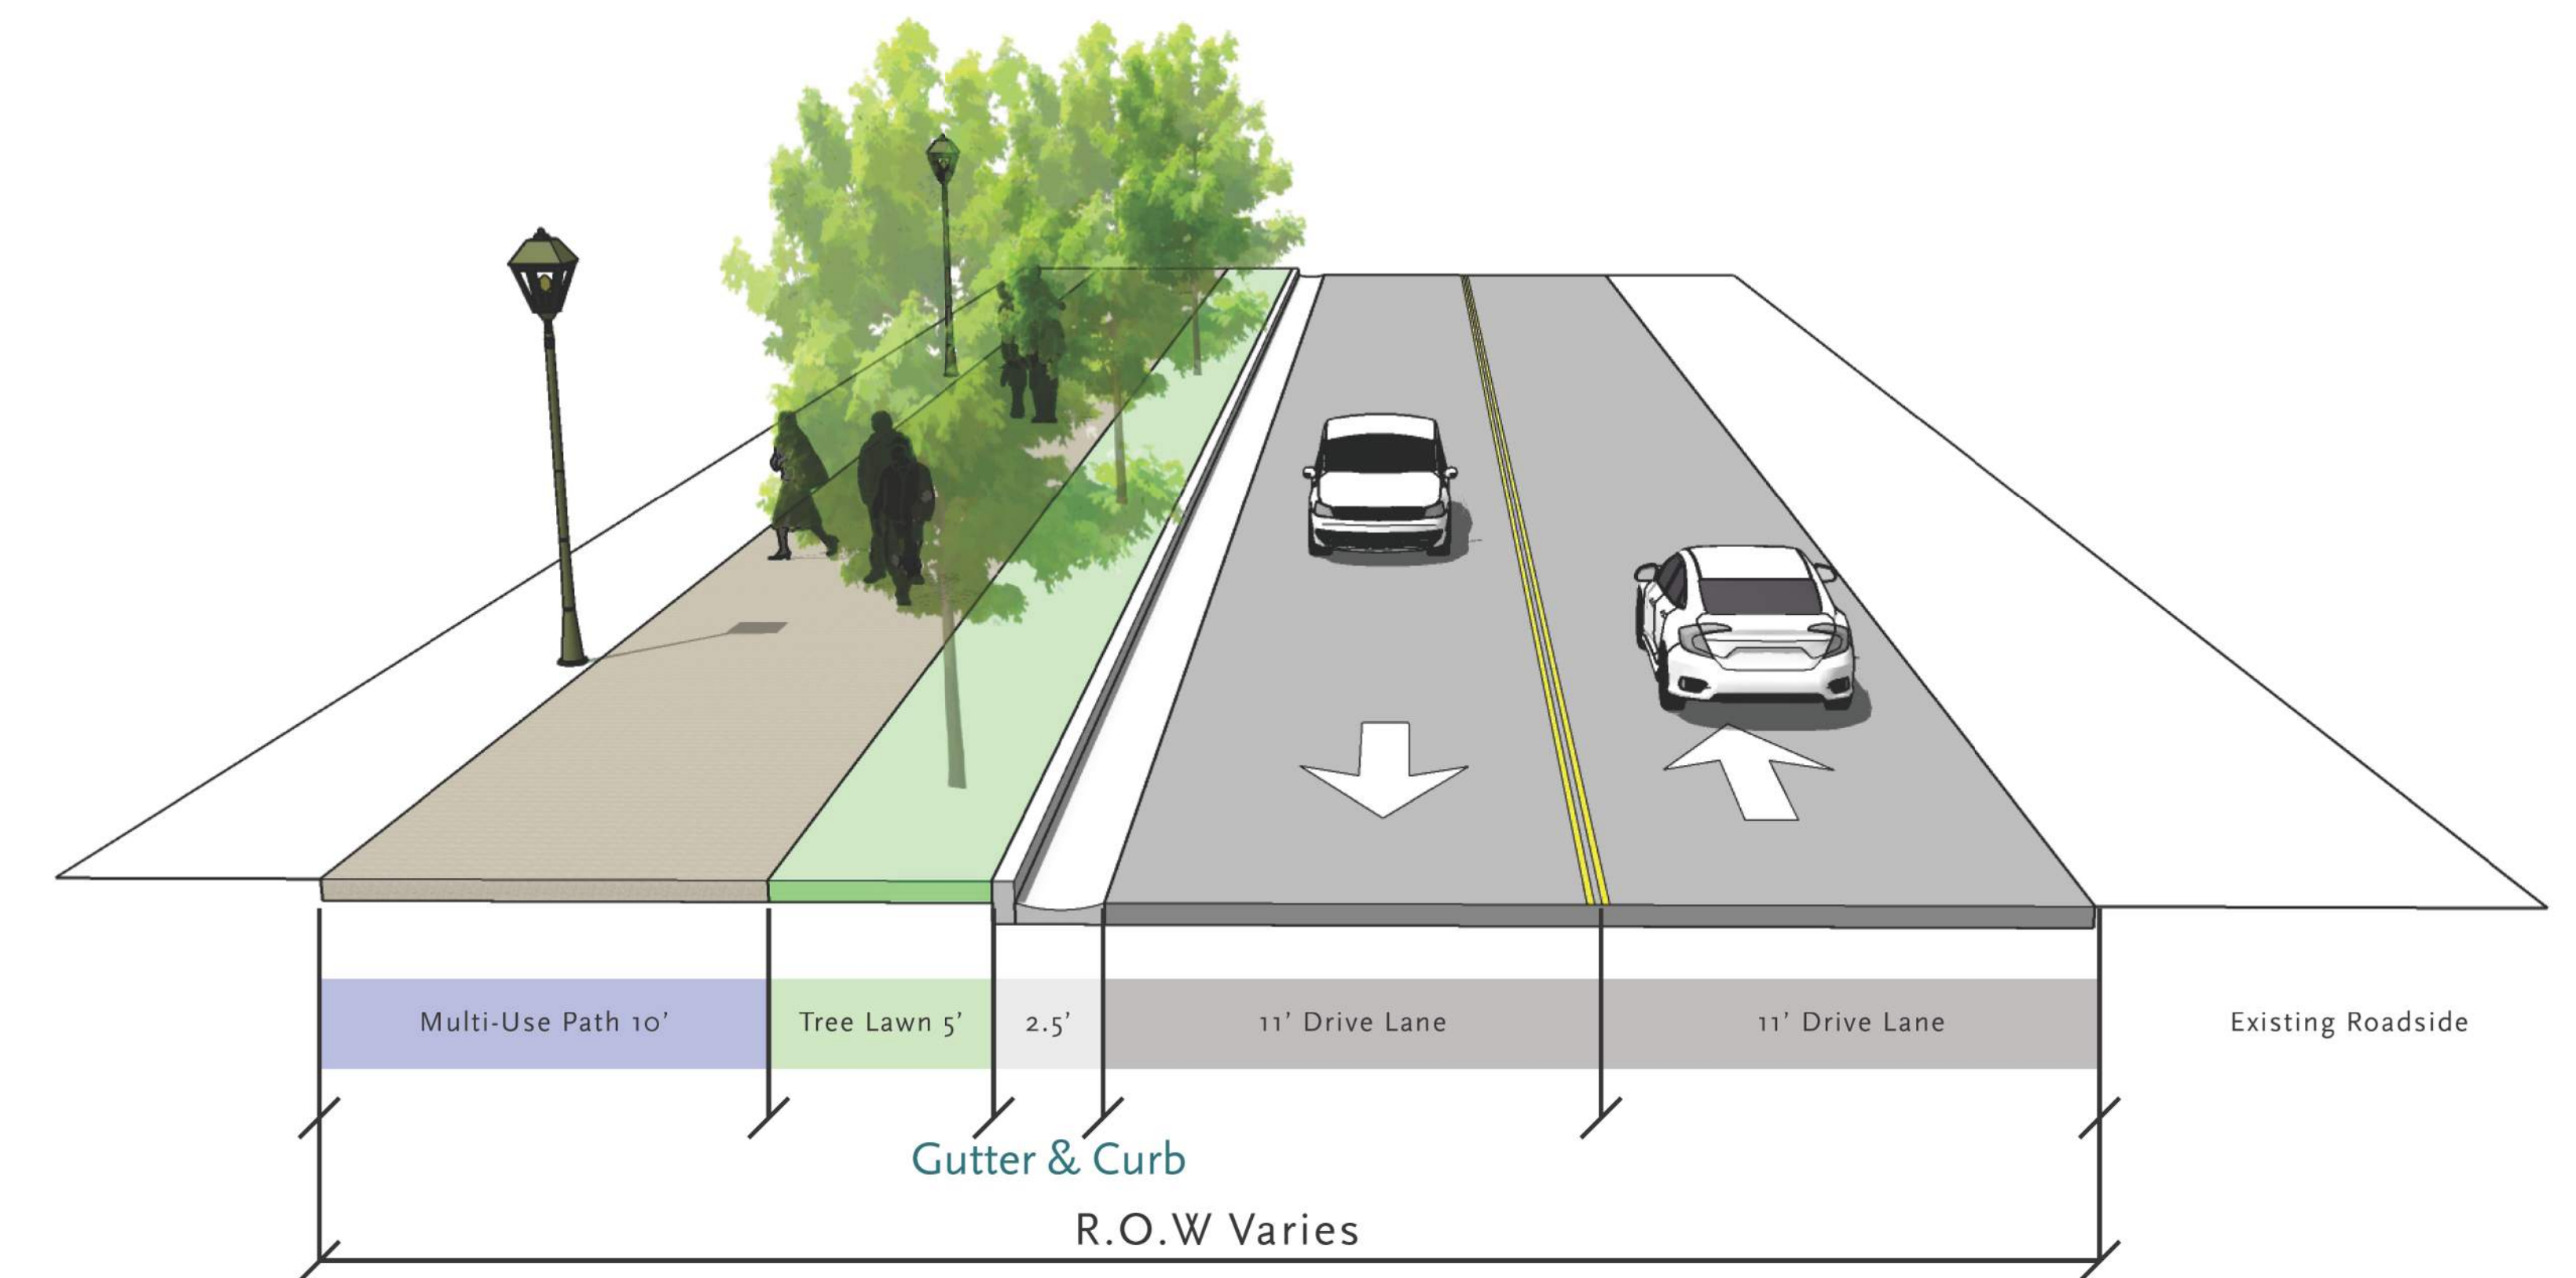 Multi-Use Path 10’
Tree Lawn 5’
2.5’
11’ Drive Lane
11’ Drive Lane
Existing Roadside
Gutter & Curb
R.O.W Varies